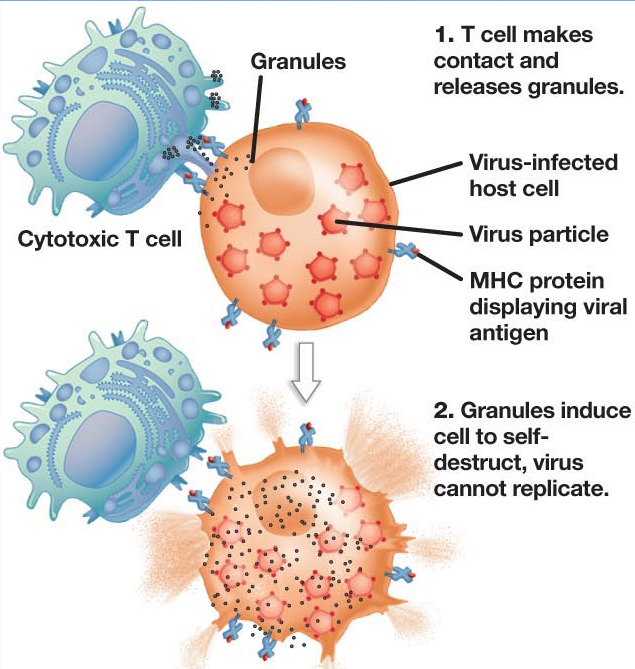 1. T cell makes
contact and
releases granules.
Granules
Virus-infected
host cell
Virus particle
Cytotoxic T cell
MHC protein
displaying viral
antigen
2. Granules induce
cell to self-
destruct, virus
cannot replicate.